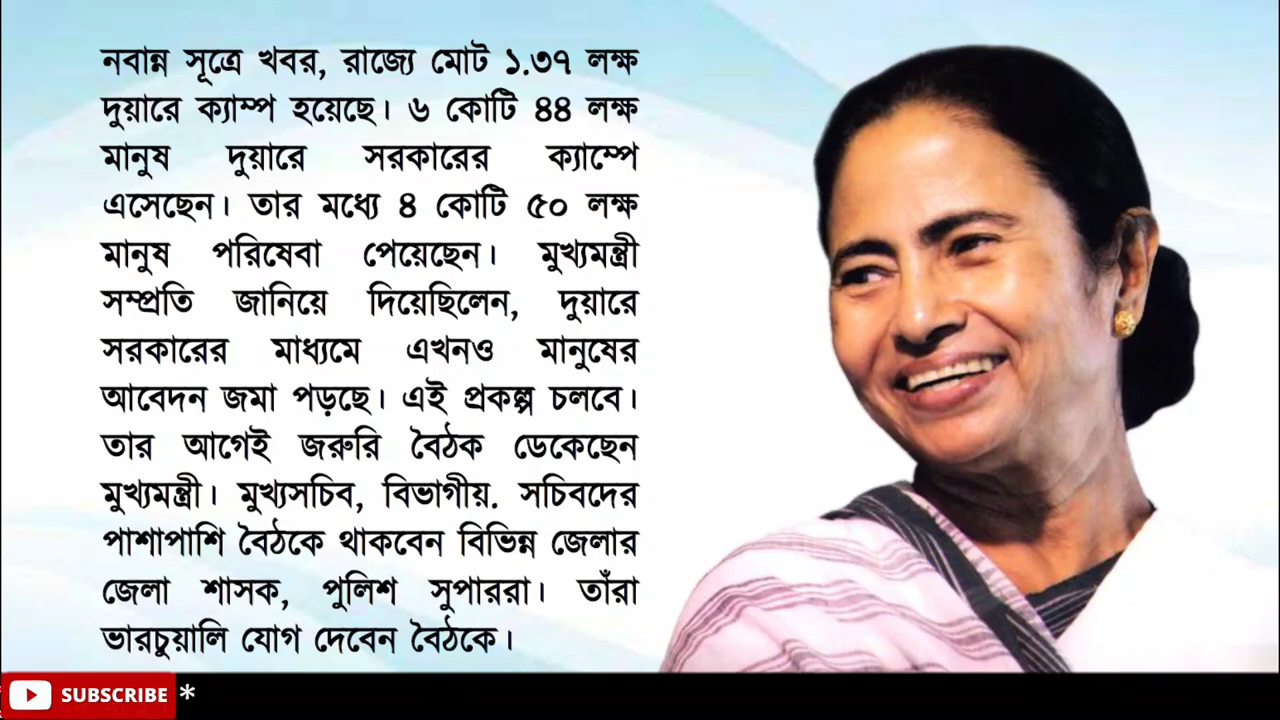 নবান্ন সূত্রে খবর, রাজ্যে মোট ১.৩৭ লক্ষ
দুয়ারে ক্যাম্প হয়েছে। ৬ কোটি ৪৪ লক্ষ
মানুষ দুয়ারে সরকারের ক্যাম্পে
এসেছেন। তার মধ্যে ৪ কোটি ৫০ লক্ষ
মানুষ পরিষেবা পেয়েছেন। মুখ্যমন্ত্রী
সম্প্রতি জানিয়ে দিয়েছিলেন, দুয়ারে
সরকারের মাধ্যমে এখনও মানুষের
আবেদন জমা পড়ছে। এই প্রকল্প চলবে।
তার আগেই জরুরি বৈঠক ডেকেছেন
মুখ্যমন্ত্রী। মুখ্যসচিব, বিভাগীয়. সচিবদের
পাশাপাশি বৈঠকে থাকবেন বিভিন্ন জেলার
জেলা শাসক, পুলিশ সুপাররা। তাঁরা
ভারচুয়ালি যোগ দেবেন বৈঠকে।
SUBSCRIBE *